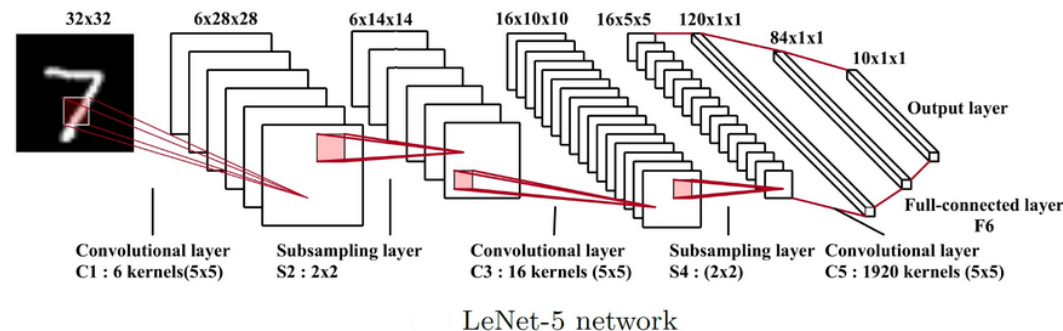 32x32
6x28x28
6x14x14
16x10x10
16x5x5
120x1x1
84x1x1
10x1x1
Output layer
Full-connected layer
F6
Convolutional layer
C1 : 6 kernels(5x5)
Subsampling layer
S2 : 2x2
Convolutional layer
C3 : 16 kernels (5x5)
Subsampling layer
S4 : (2x2)
Convolutional layer
C5 : 1920 kernels (5x5)
LeNet-5 network
7